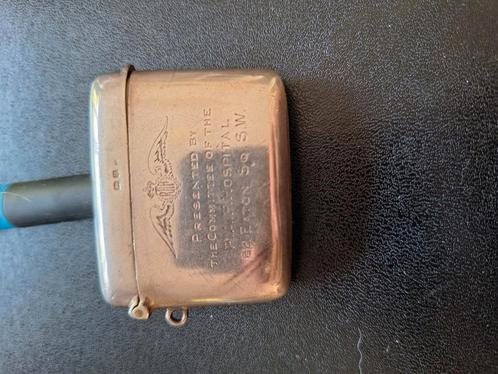 PRESENTED BY
THE COMMITTEE OF THE
HOSPITAL
82 EATON SQ S.W.